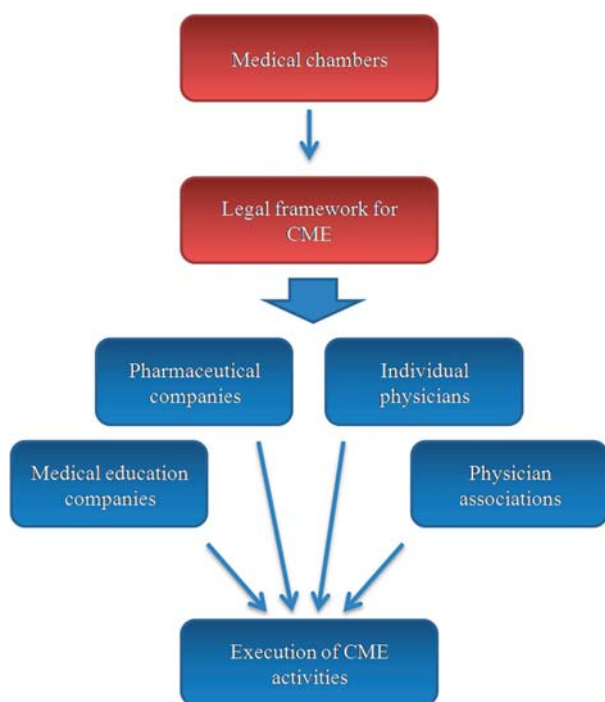 Medical chambers
Legal framework for
CME
Pharmaceutical
companies
Individual
physicians
Medical education
companies
Physician
associations
Execution of CME
activities